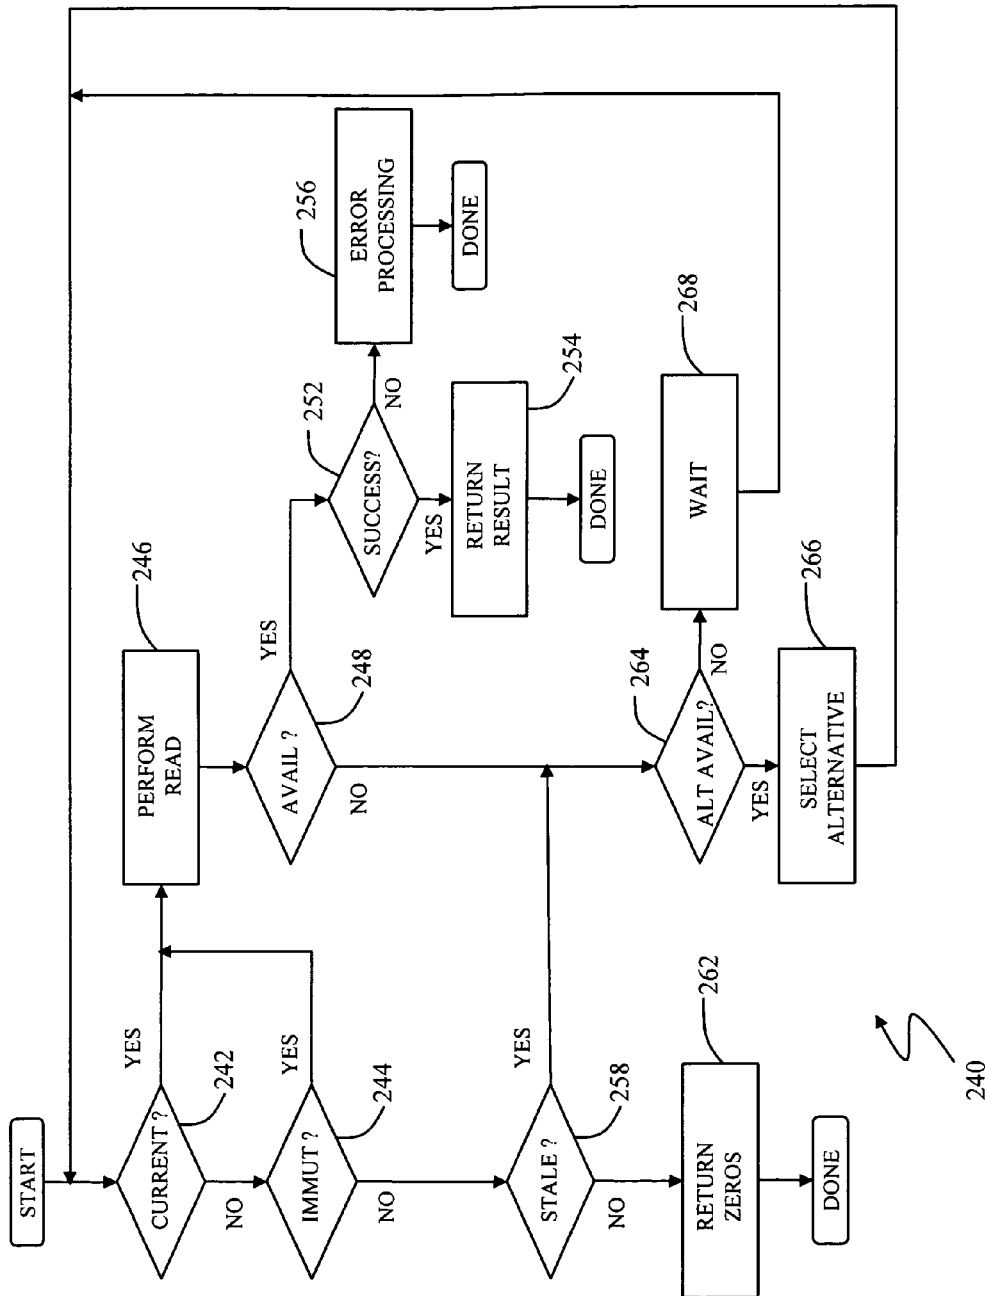 START
CURRENT ?
242
YES
NO
IMMUT ?
244
YES
NO
PERFORM
READ
246
AVAIL ?
248
YES
NO
SUCCESS?
252
NO
YES
ERROR
PROCESSING
256
DONE
RETURN
RESULT
254
DONE
STALE ?
258
YES
NO
RETURN
ZEROS
262
DONE
ALT AVAIL?
264
NO
YES
WAIT
268
SELECT
ALTERNATIVE
266
240